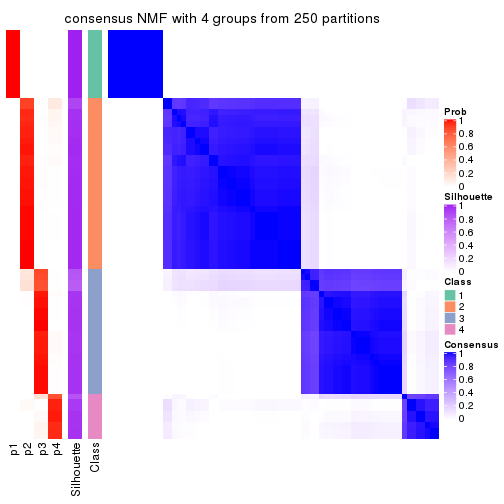 consensus NMF with 4 groups from 250 partitions
Prob
1
0.8
0.6
0.4
0.2
0
Silhouette
1
0.8
0.6
0.4
0.2
0
Class
1
2
3
4
Consensus
1
0.8
0.6
0.4
0.2
0
p1
p2
p3
p4
Silhouette
Class